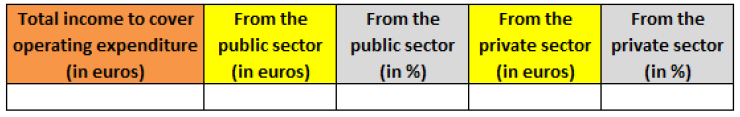 Total income to cover
operating expenditure
(in euros)
From the
public sector
(in euros)
From the
public sector
(in %)
From the
private sector
(in euros)
From the
private sector
(in %)